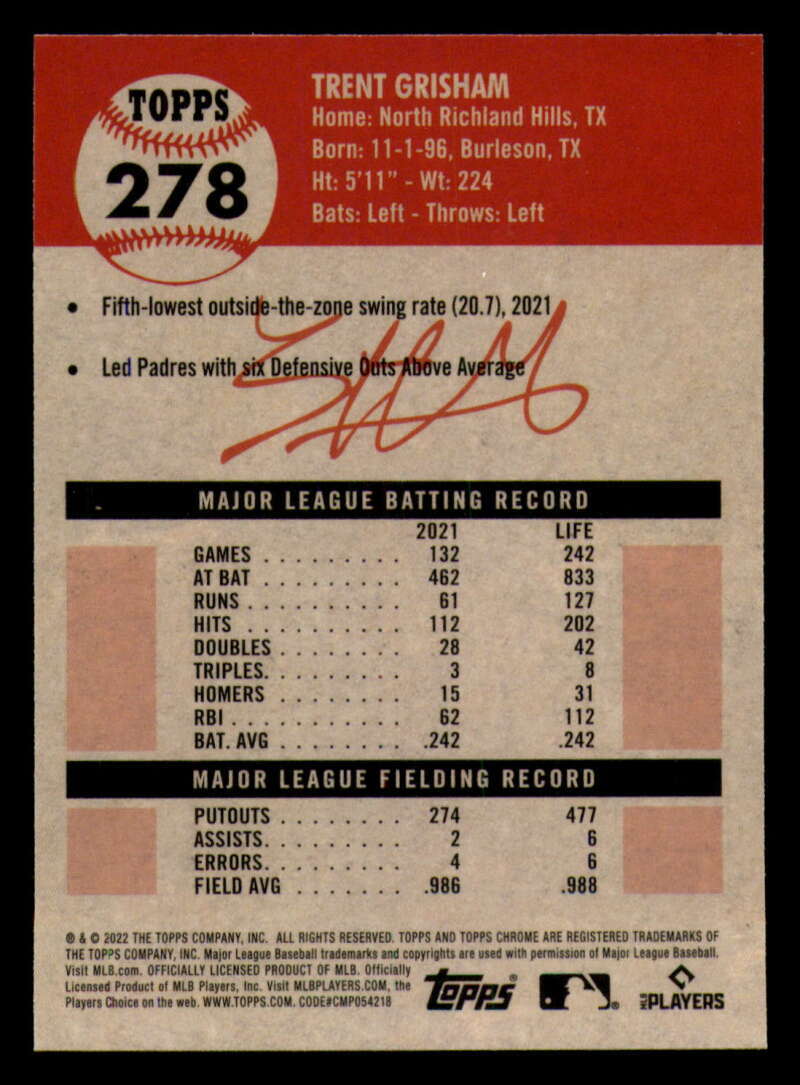 TOPPS
278
TRENT GRISHAM
Home: North Richland Hills, TX
Born: 11-1-96, Burleson, TX
Ht: 5'11" - Wt: 224
Bats: Left - Throws: Left
• Fifth-lowest outside-the-zone swing rate (20.7), 2021
• Led Padres with six Defensive Outs Above Average
MAJOR LEAGUE BATTING RECORD
2021 LIFE
GAMES . . . . . . . . . 132 242
AT BAT . . . . . . . . . 462 833
RUNS . . . . . . . . . . 61 127
HITS . . . . . . . . . . 112 202
DOUBLES . . . . . . . . 28 42
TRIPLES. . . . . . . . . 3 8
HOMERS . . . . . . . . 15 31
RBI . . . . . . . . . . . 62 112
BAT. AVG . . . . . . . . .242 .242
MAJOR LEAGUE FIELDING RECORD
PUTOUTS . . . . . . . . 274 477
ASSISTS. . . . . . . . . 2 6
ERRORS. . . . . . . . . 4 6
FIELD AVG . . . . . . . .986 .988
® & © 2022 THE TOPPS COMPANY, INC. ALL RIGHTS RESERVED. TOPPS AND TOPPS CHROME ARE REGISTERED TRADEMARKS OF
THE TOPPS COMPANY, INC. Major League Baseball trademarks and copyrights are used with permission of Major League Baseball.
Visit MLB.com. OFFICIALLY LICENSED PRODUCT OF MLB. Officially
Licensed Product of MLB Players, Inc. Visit MLBPLAYERS.COM, the
Players Choice on the web. WWW.TOPPS.COM. CODE#CMP054218
Topps®
MLB PLAYERS